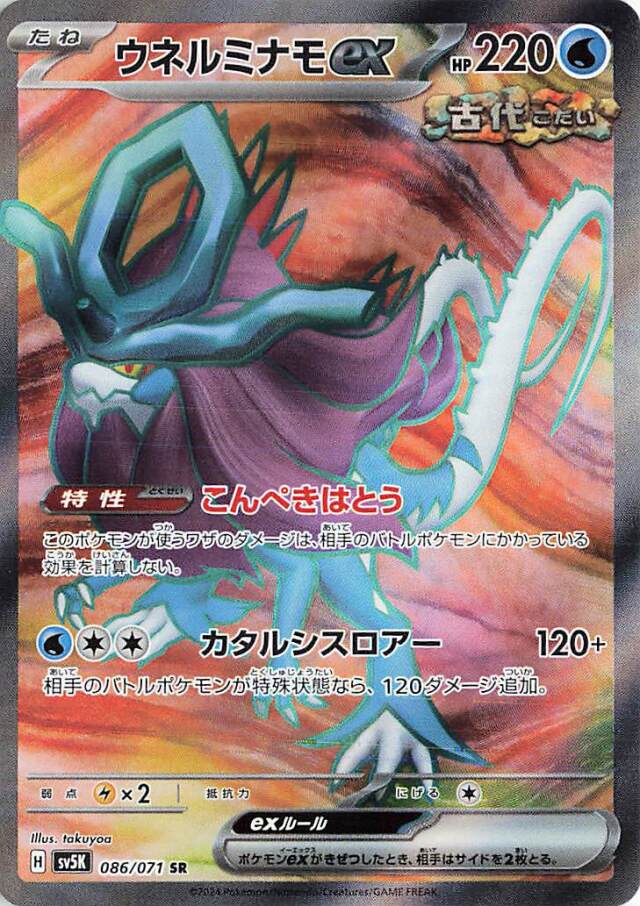 たね
ウネルミナモex
HP220
古代 こだい
特性 とくせい こんぺきはとう
このポケモンが使うワザのダメージは、相手のバトルポケモンにかかっている
効果を計算しない。
カタルシスロアー 120+
相手のバトルポケモンが特殊状態なら、120ダメージ追加。
弱点 ×2 抵抗力 にげる
exルール
ポケモンexがきぜつしたとき、相手はサイドを2枚とる。
Illus. takuyoa
H sv5K 086/071 SR
©2024 Pokémon/Nintendo/Creatures/GAME FREAK